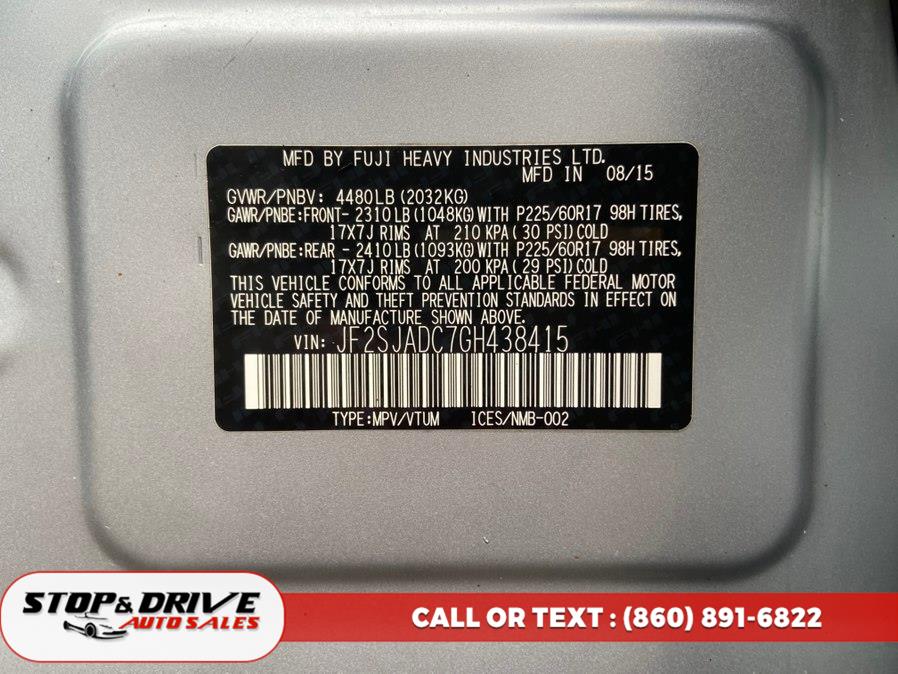 MFD BY FUJI HEAVY INDUSTRIES LTD.
MFD IN 08/15
GVWR/PNBV: 4480LB (2032KG)
GAWR/PNBE:FRONT- 2310LB (1048KG) WITH P225/60R17 98H TIRES,
17X7J RIMS AT 210 KPA ( 30 PSI) COLD
GAWR/PNBE:REAR - 2410LB (1093KG) WITH P225/60R17 98H TIRES,
17X7J RIMS AT 200 KPA ( 29 PSI) COLD
THIS VEHICLE CONFORMS TO ALL APPLICABLE FEDERAL MOTOR
VEHICLE SAFETY AND THEFT PREVENTION STANDARDS IN EFFECT ON
THE DATE OF MANUFACTURE SHOWN ABOVE.
VIN: JF2SJADC7GH438415
TYPE:MPV/VTUM ICES/NMB-002
STOP & DRIVE
AUTO SALES
CALL OR TEXT : (860) 891-6822